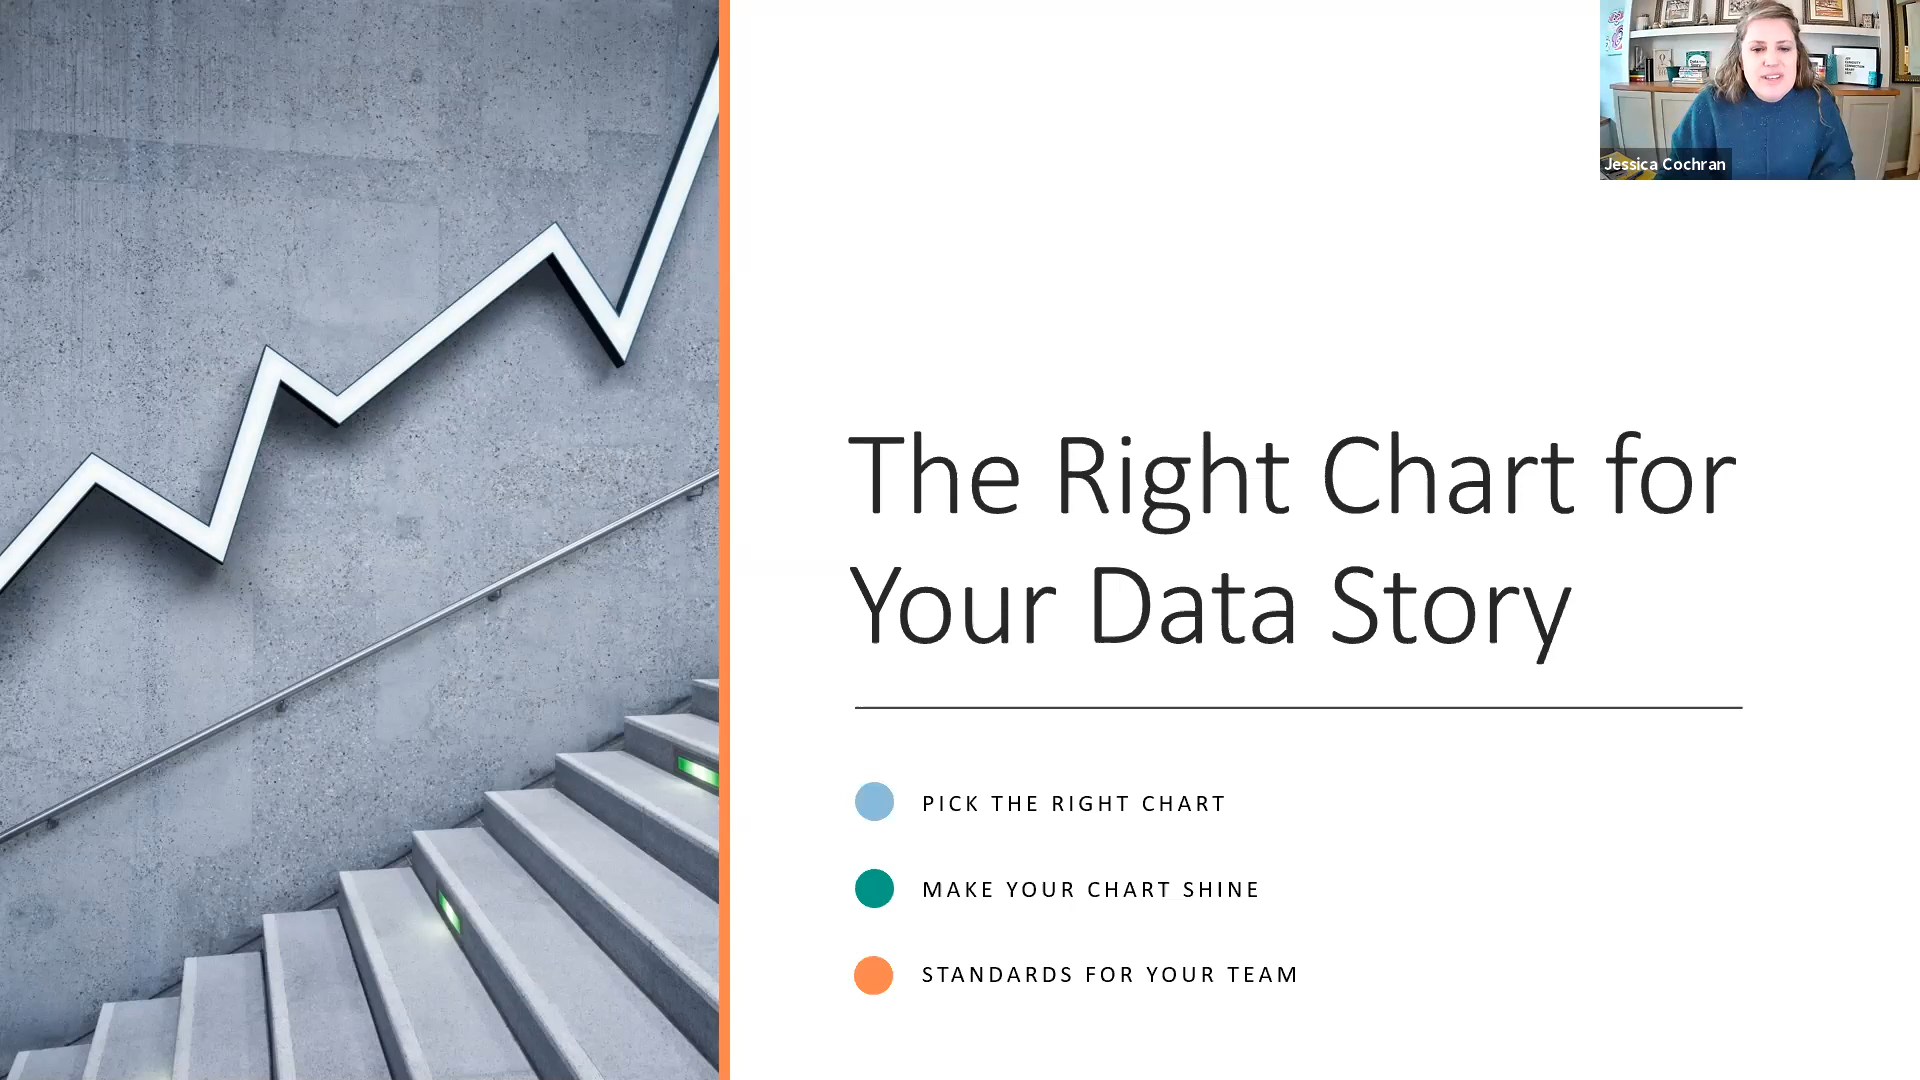 Jessica Cochran
The Right Chart for
Your Data Story
PICK THE RIGHT CHART
MAKE YOUR CHART SHINE
STANDARDS FOR YOUR TEAM